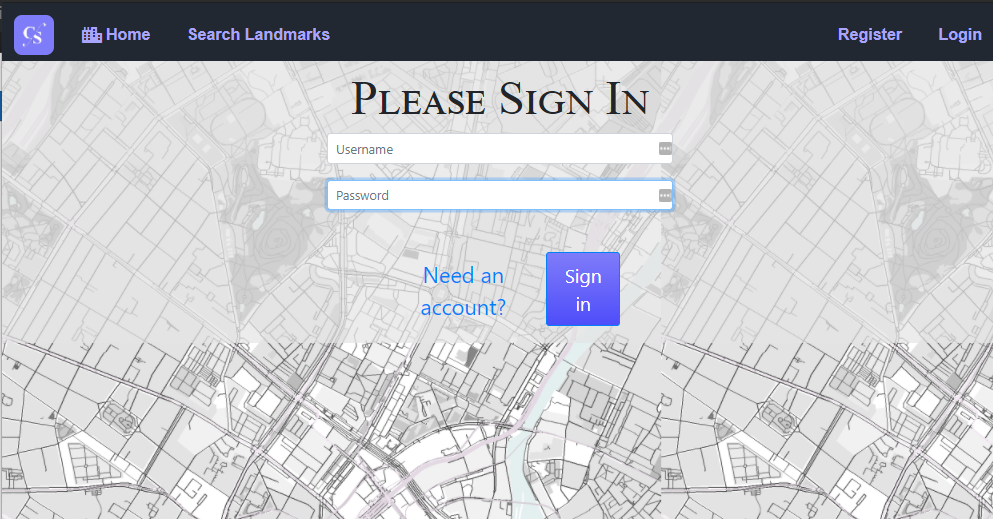 CS
Home
Search Landmarks
Register
Login
Please Sign In
Username
Password
Need an
account?
Sign
in